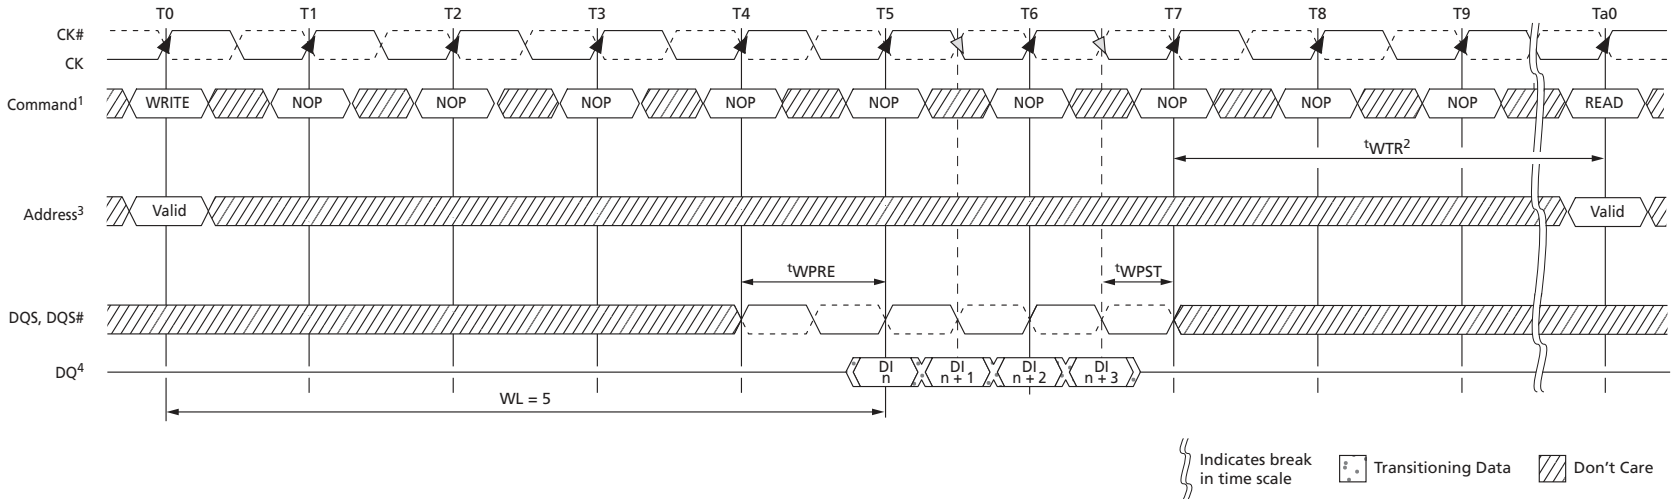 T0 T1 T2 T3 T4 T5 T6 T7 T8 T9 Ta0
CK#
CK
Command¹ WRITE NOP NOP NOP NOP NOP NOP NOP NOP NOP READ
tWTR²
Address³ Valid Valid
tWPRE tWPST
DQS, DQS#
DQ⁴ DI n DI n + 1 DI n + 2 DI n + 3
WL = 5
Indicates break
in time scale
Transitioning Data
Don't Care